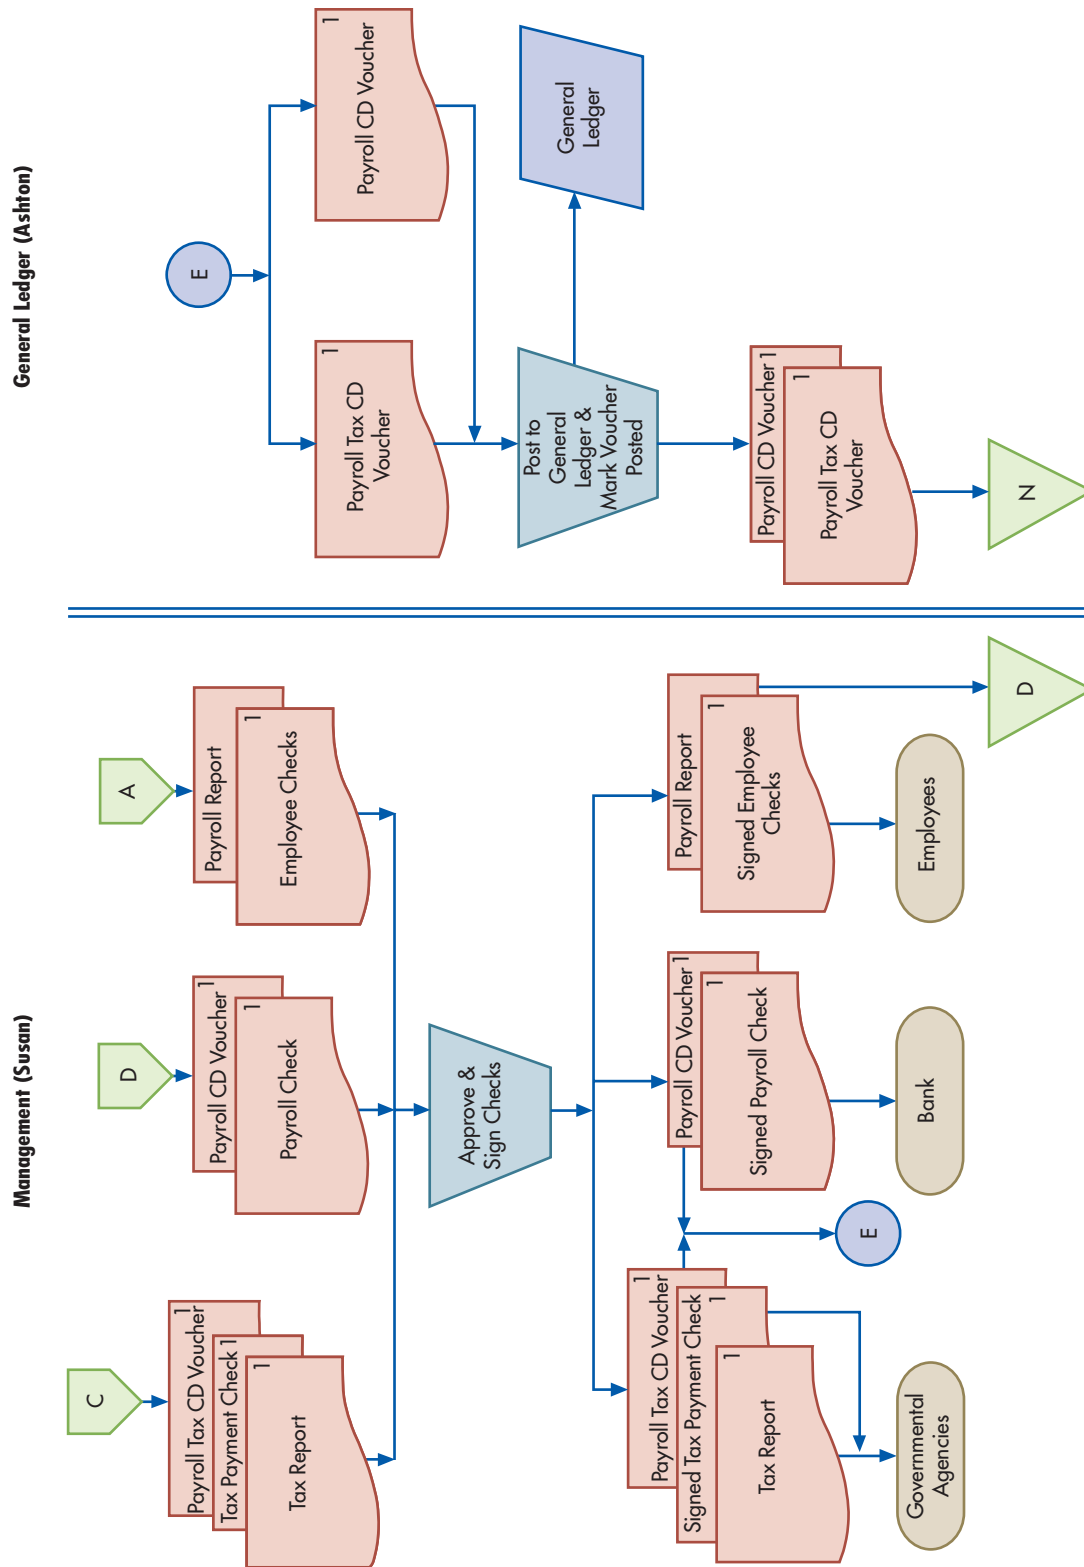 Management (Susan)
General Ledger (Ashton)
C
D
A
E
Payroll Tax CD Voucher
1
Tax Payment Check 1
1
Tax Report
Payroll CD Voucher
1
1
Payroll Check
Payroll Report
1
Employee Checks
Approve &
Sign Checks
Payroll Tax CD Voucher
1
Signed Tax Payment Check
1
1
Tax Report
Payroll CD Voucher
1
1
Signed Payroll Check
Payroll Report
1
Signed Employee
Checks
E
Governmental
Agencies
Bank
Employees
D
1
Payroll Tax CD
Voucher
1
Payroll CD Voucher
Post to
General
Ledger &
Mark Voucher
Posted
General
Ledger
Payroll CD Voucher 1
1
Payroll Tax CD
Voucher
N